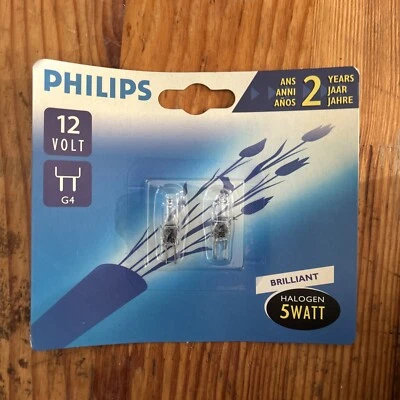 PHILIPS
ANS
ANNI
AÑOS
2
YEARS
JAAR
JAHRE
12
VOLT
G4
BRILLIANT
HALOGEN
5WATT